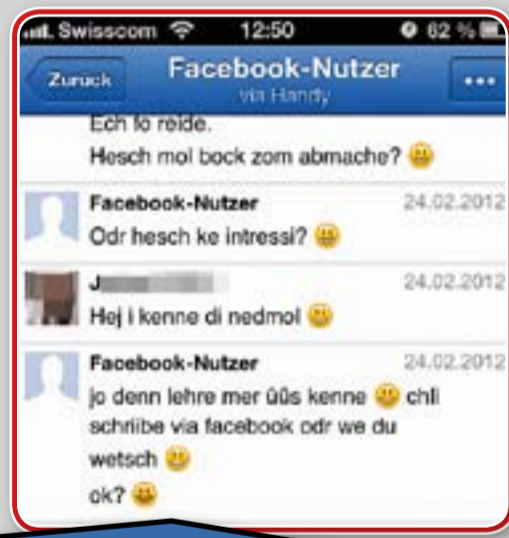 Swisscom 12:50 62 %
Zurück Facebook-Nutzer
via Handy
Ech fo reide.
Hesch mol bock zom abmache?
Facebook-Nutzer 24.02.2012
Odr hesch ke intressi?
J 24.02.2012
Hej i kenne di nedmol
Facebook-Nutzer 24.02.2012
jo denn lehre mer üüs kenne chli
schriibe via facebook odr we du
wetsch
ok?